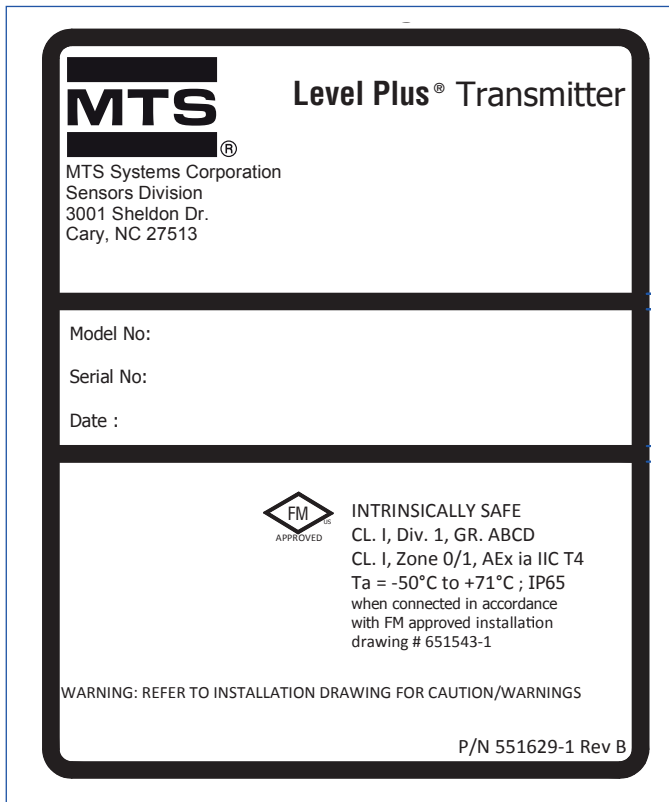 MTS
®
Level Plus® Transmitter
MTS Systems Corporation
Sensors Division
3001 Sheldon Dr.
Cary, NC 27513
Model No:
Serial No:
Date :
FM
us
APPROVED
INTRINSICALLY SAFE
CL. I, Div. 1, GR. ABCD
CL. I, Zone 0/1, AEx ia IIC T4
Ta = -50°C to +71°C ; IP65
when connected in accordance
with FM approved installation
drawing # 651543-1
WARNING: REFER TO INSTALLATION DRAWING FOR CAUTION/WARNINGS
P/N 551629-1 Rev B